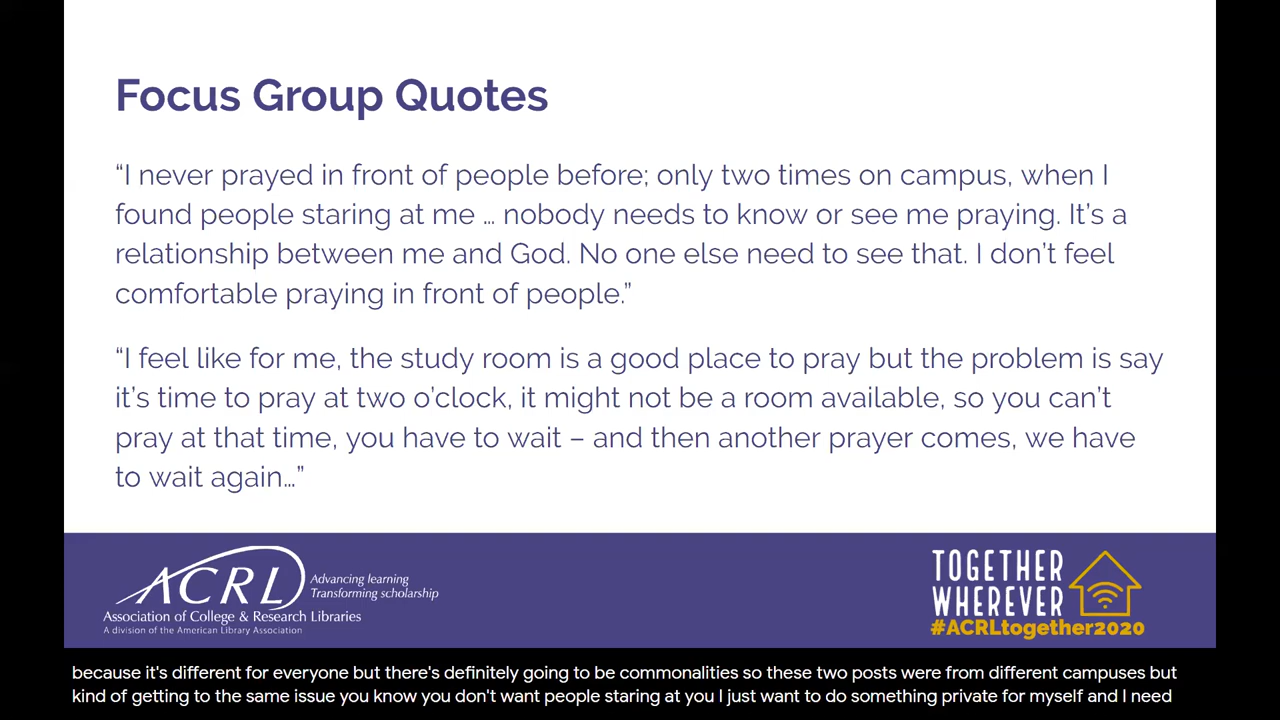 Focus Group Quotes
“I never prayed in front of people before; only two times on campus, when I
found people staring at me … nobody needs to know or see me praying. It’s a
relationship between me and God. No one else need to see that. I don’t feel
comfortable praying in front of people.”
“I feel like for me, the study room is a good place to pray but the problem is say
it’s time to pray at two o’clock, it might not be a room available, so you can’t
pray at that time, you have to wait – and then another prayer comes, we have
to wait again…”
ACRL
Advancing learning
Transforming scholarship
Association of College & Research Libraries
A division of the American Library Association
TOGETHER
WHEREVER
#ACRLtogether2020
because it's different for everyone but there's definitely going to be commonalities so these two posts were from different campuses but
kind of getting to the same issue you know you don't want people staring at you I just want to do something private for myself and I need